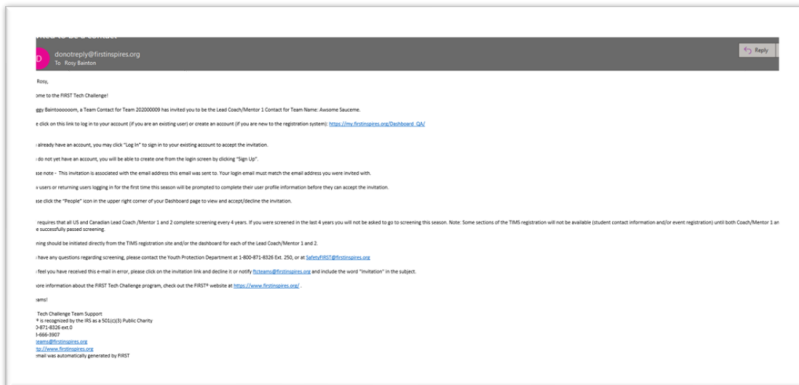 donotreply@firstinspires.org
To Rosy Bainton
Reply
Rosy,
ome to the FIRST Tech Challenge!
ggy Baintoooooom, a Team Contact for Team 202000009 has invited you to be the Lead Coach/Mentor 1 Contact for Team Name: Awsome Sauceme.
e click on this link to log in to your account (if you are an existing user) or create an account (if you are new to the registration system): https://my.firstinspires.org/Dashboard_QA/
already have an account, you may click "Log In" to sign in to your existing account to accept the invitation.
do not yet have an account, you will be able to create one from the login screen by clicking "Sign Up".
se note - This invitation is associated with the email address this email was sent to. Your login email must match the email address you were invited with.
users or returning users logging in for the first time this season will be prompted to complete their user profile information before they can accept the invitation.
se click the "People" icon in the upper right corner of your Dashboard page to view and accept/decline the invitation.
requires that all US and Canadian Lead Coach /Mentor 1 and 2 complete screening every 4 years. If you were screened in the last 4 years you will not be asked to go to screening this season. Note: Some sections of the TIMS registration will not be available (student contact information and/or event registration) until both Coach/Mentor 1 an
e successfully passed screening.
ning should be initiated directly from the TIMS registration site and/or the dashboard for each of the Lead Coach/Mentor 1 and 2.
have any questions regarding screening, please contact the Youth Protection Department at 1-800-871-8326 Ext. 250, or at SafetyFIRST@firstinspires.org
feel you have received this e-mail in error, please click on the invitation link and decline it or notify ftcteams@firstinspires.org and include the word "Invitation" in the subject.
ore information about the FIRST Tech Challenge program, check out the FIRST® website at https://www.firstinspires.org/ .
eams!
Tech Challenge Team Support
® is recognized by the IRS as a 501(c)(3) Public Charity
0-871-8326 ext.0
3-666-3907
eams@firstinspires.org
tp://www.firstinspires.org
email was automatically generated by FIRST